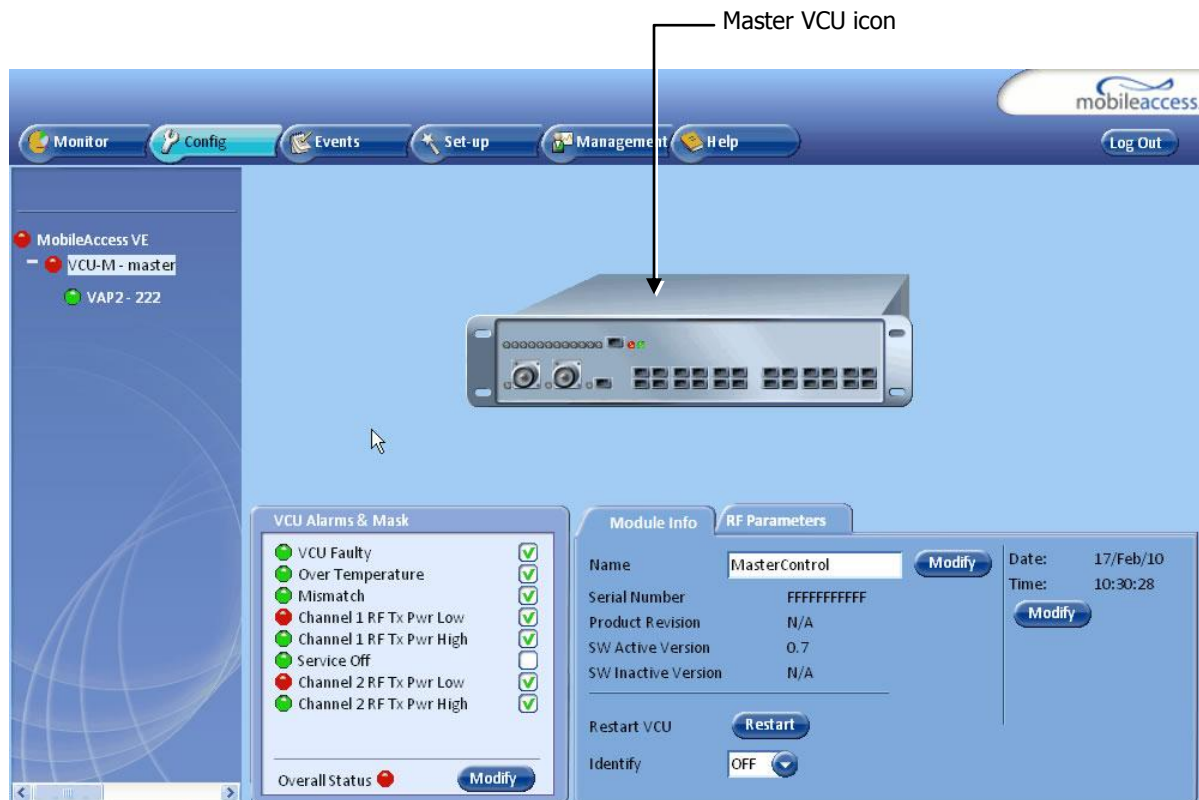 Master VCU icon
mobileaccess
Monitor
Config
Events
Set-up
Management
Help
Log Out
MobileAccess VE
VCU-M - master
VAP2 - 222
VCU Alarms & Mask
VCU Faulty
Over Temperature
Mismatch
Channel 1 RF Tx Pwr Low
Channel 1 RF Tx Pwr High
Service Off
Channel 2 RF Tx Pwr Low
Channel 2 RF Tx Pwr High
Overall Status
Modify
Module Info
RF Parameters
Name MasterControl Modify
Serial Number FFFFFFFFFFF
Product Revision N/A
SW Active Version 0.7
SW Inactive Version N/A
Restart VCU Restart
Identify OFF
Date: 17/Feb/10
Time: 10:30:28
Modify